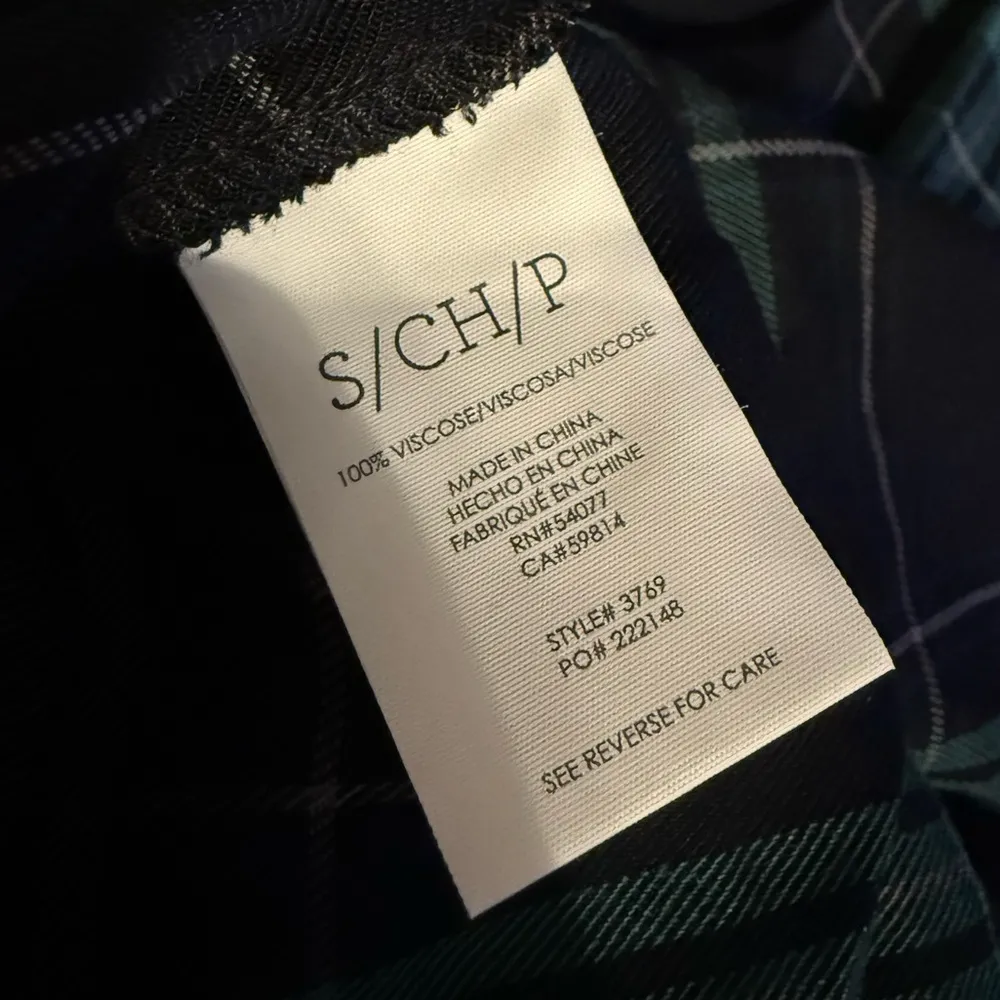 S/CH/P
100% VISCOSE/VISCOSA/VISCOSE
MADE IN CHINA
HECHO EN CHINA
FABRIQUÉ EN CHINE
RN#54077
CA#59814
STYLE# 3769
PO# 222148
SEE REVERSE FOR CARE